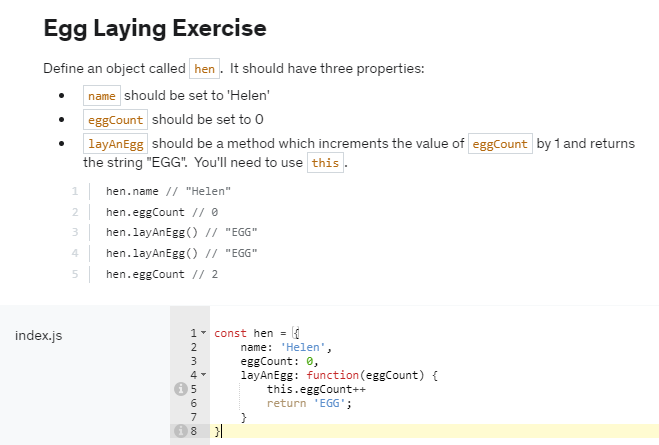 Egg Laying Exercise
Define an object called hen. It should have three properties:
• name should be set to 'Helen'
• eggCount should be set to 0
• layAnEgg should be a method which increments the value of eggCount by 1 and returns
the string "EGG". You'll need to use this.
1 hen.name // "Helen"
2 hen.eggCount // 0
3 hen.layAnEgg() // "EGG"
4 hen.layAnEgg() // "EGG"
5 hen.eggCount // 2
index.js
1 const hen = {
2 name: 'Helen',
3 eggCount: 0,
4 layAnEgg: function(eggCount) {
i 5 this.eggCount++
6 return 'EGG';
7 }
i 8 }